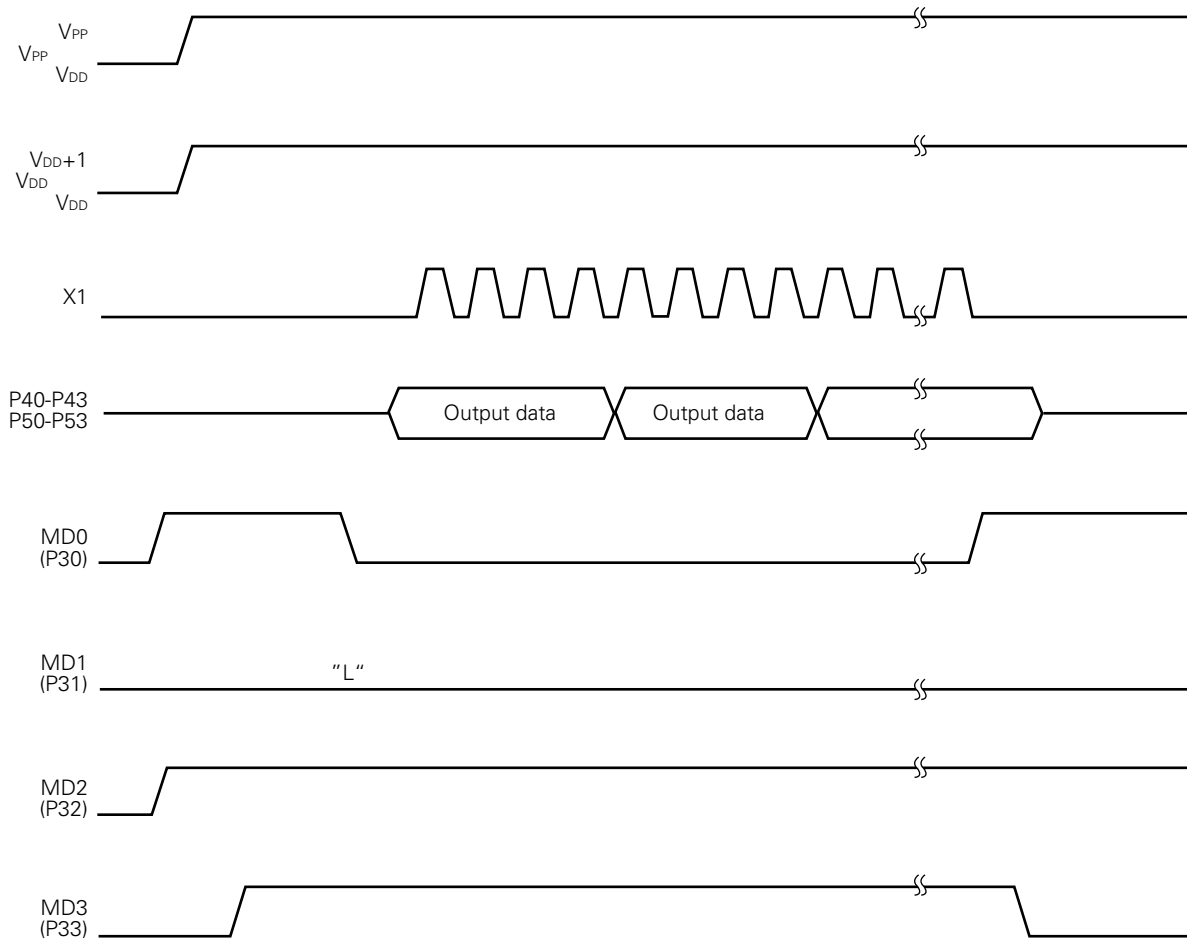 VPP
VPP
VDD
VDD+1
VDD
VDD
X1
P40-P43
P50-P53
Output data
Output data
MD0
(P30)
MD1
(P31)
"L"
MD2
(P32)
MD3
(P33)